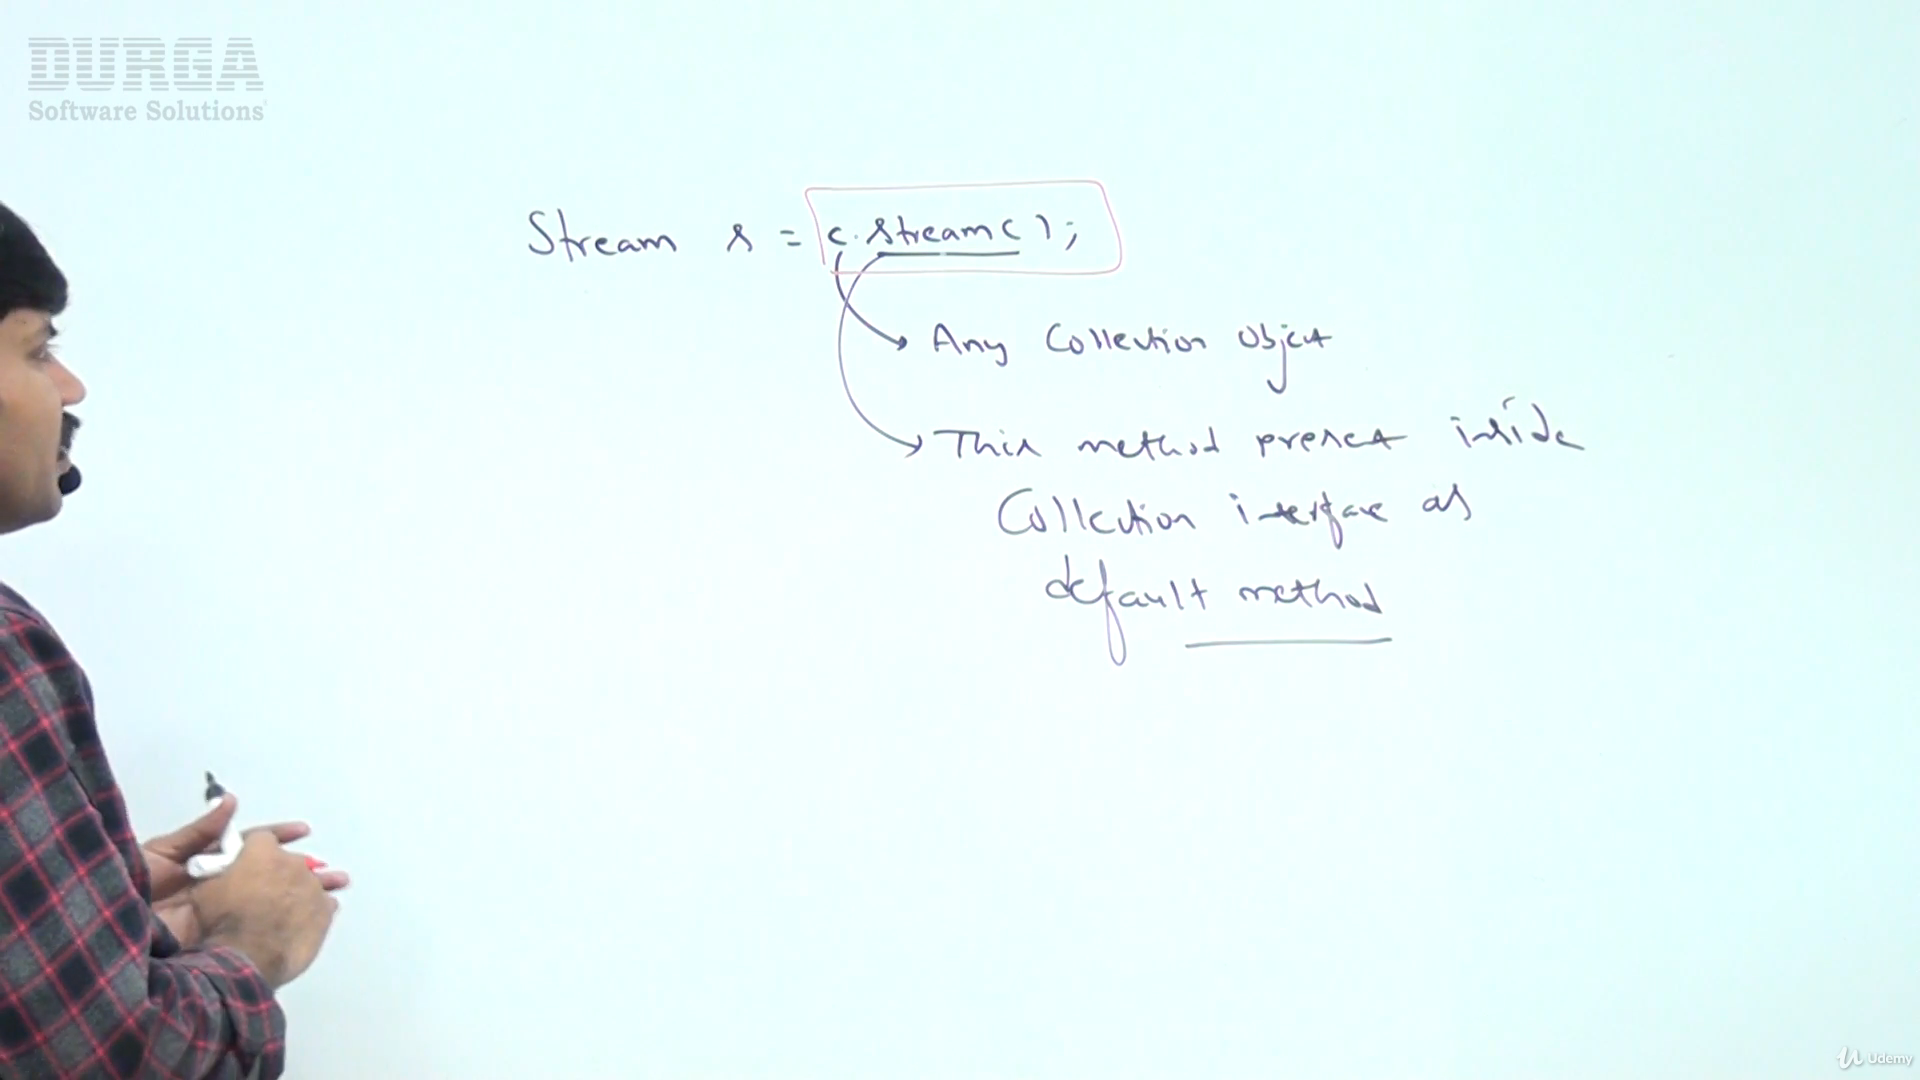 DURGA
Software Solutions
Stream s = c.stream();
Any Collection Object
This method present inside
Collection interface as
default method
Udemy